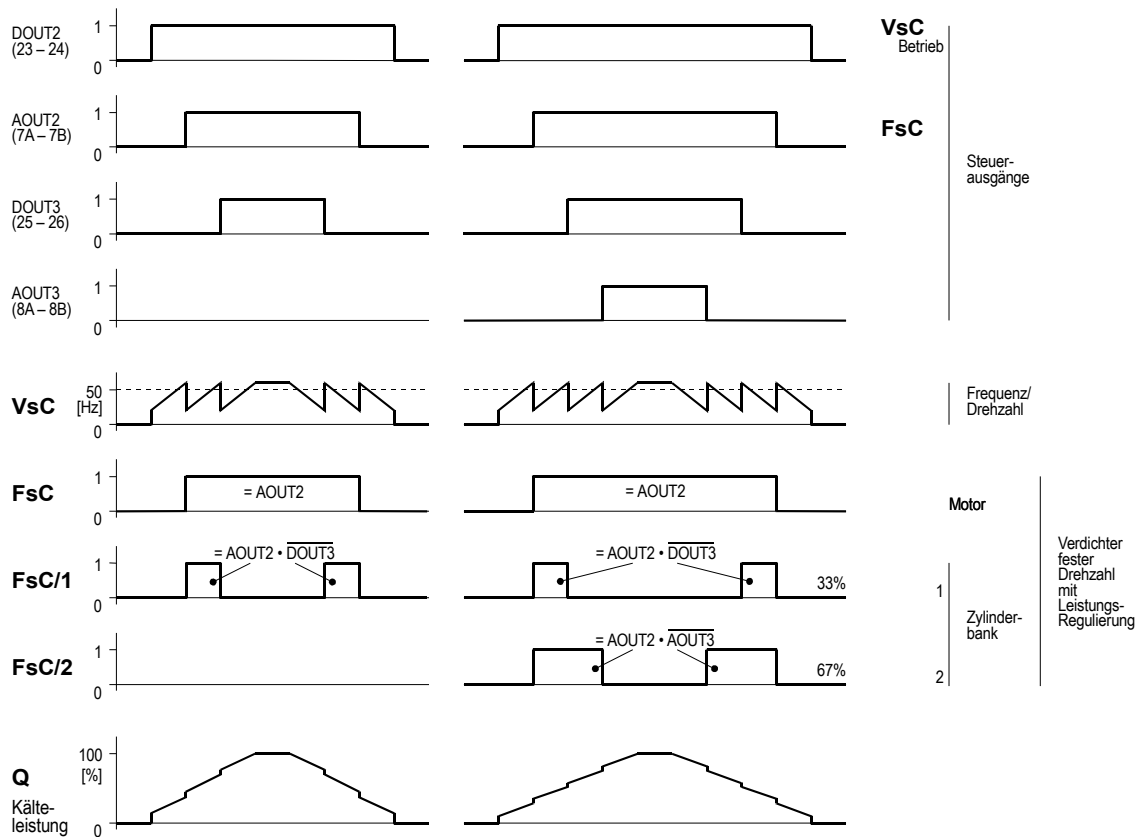 DOUT2
(23 – 24)
1
0
VsC
Betrieb
AOUT2
(7A – 7B)
1
0
FsC
Steuer-
ausgänge
DOUT3
(25 – 26)
1
0
AOUT3
(8A – 8B)
1
0
VsC
50
[Hz]
0
Frequenz/
Drehzahl
FsC
1
0
= AOUT2
= AOUT2
Motor
FsC/1
1
0
= AOUT2 • D̅O̅U̅T̅3̅
= AOUT2 • D̅O̅U̅T̅3̅
33%
1
Zylinder-
bank
Verdichter
fester
Drehzahl
mit
Leistungs-
Regulierung
FsC/2
1
0
= AOUT2 • A̅O̅U̅T̅3̅
67%
2
Q
Kälte-
leistung
100
[%]
0